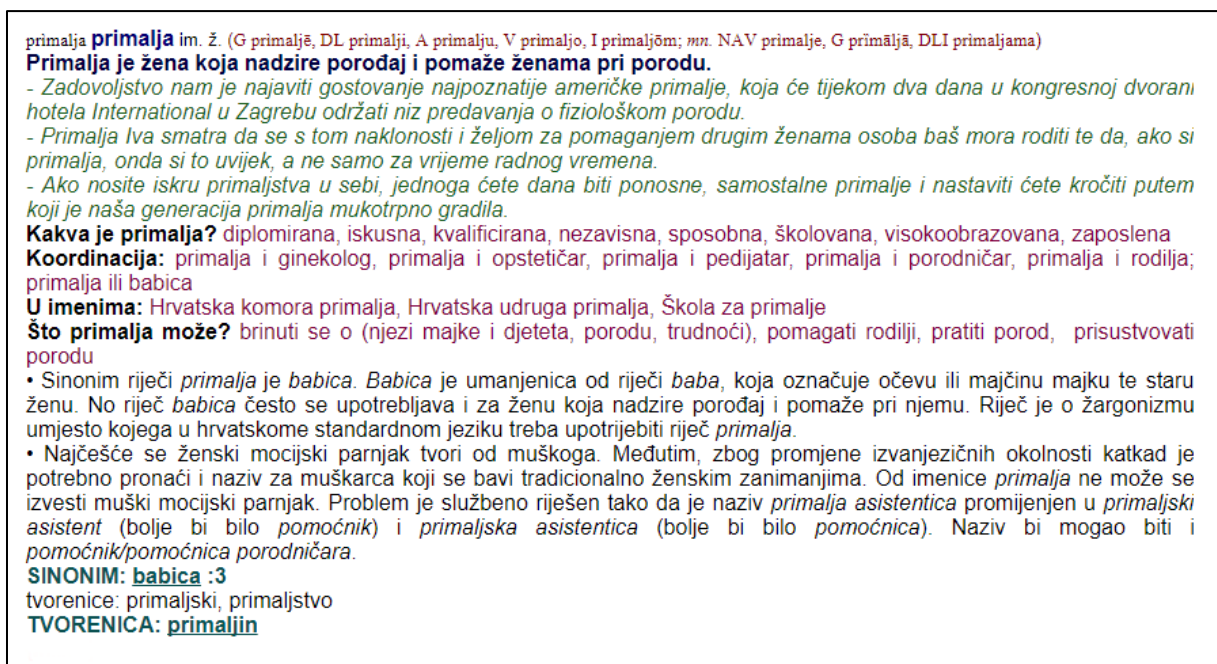 primalja primalja im. ž. (G primaljē, DL primalji, A primalju, V primaljo, I primaljōm; mn. NAV primalje, G prȉmāljā, DLI primaljama)
Primalja je žena koja nadzire porođaj i pomaže ženama pri porodu.
- Zadovoljstvo nam je najaviti gostovanje najpoznatije američke primalje, koja će tijekom dva dana u kongresnoj dvorani
hotela International u Zagrebu održati niz predavanja o fiziološkom porodu.
- Primalja Iva smatra da se s tom naklonosti i željom za pomaganjem drugim ženama osoba baš mora roditi te da, ako si
primalja, onda si to uvijek, a ne samo za vrijeme radnog vremena.
- Ako nosite iskru primaljstva u sebi, jednoga ćete dana biti ponosne, samostalne primalje i nastaviti ćete kročiti putem
koji je naša generacija primalja mukotrpno gradila.
Kakva je primalja? diplomirana, iskusna, kvalificirana, nezavisna, sposobna, školovana, visokoobrazovana, zaposlena
Koordinacija: primalja i ginekolog, primalja i opstetičar, primalja i pedijatar, primalja i porodničar, primalja i rodilja;
primalja ili babica
U imenima: Hrvatska komora primalja, Hrvatska udruga primalja, Škola za primalje
Što primalja može? brinuti se o (njezi majke i djeteta, porodu, trudnoći), pomagati rodilji, pratiti porod, prisustvovati
porodu
• Sinonim riječi primalja je babica. Babica je umanjenica od riječi baba, koja označuje očevu ili majčinu majku te staru
ženu. No riječ babica često se upotrebljava i za ženu koja nadzire porođaj i pomaže pri njemu. Riječ je o žargonizmu
umjesto kojega u hrvatskome standardnom jeziku treba upotrijebiti riječ primalja.
• Najčešće se ženski mocijski parnjak tvori od muškoga. Međutim, zbog promjene izvanjezičnih okolnosti katkad je
potrebno pronaći i naziv za muškarca koji se bavi tradicionalno ženskim zanimanjima. Od imenice primalja ne može se
izvesti muški mocijski parnjak. Problem je službeno riješen tako da je naziv primalja asistentica promijenjen u primaljski
asistent (bolje bi bilo pomoćnik) i primaljska asistentica (bolje bi bilo pomoćnica). Naziv bi mogao biti i
pomoćnik/pomoćnica porodničara.
SINONIM: babica :3
tvorenice: primaljski, primaljstvo
TVORENICA: primaljin